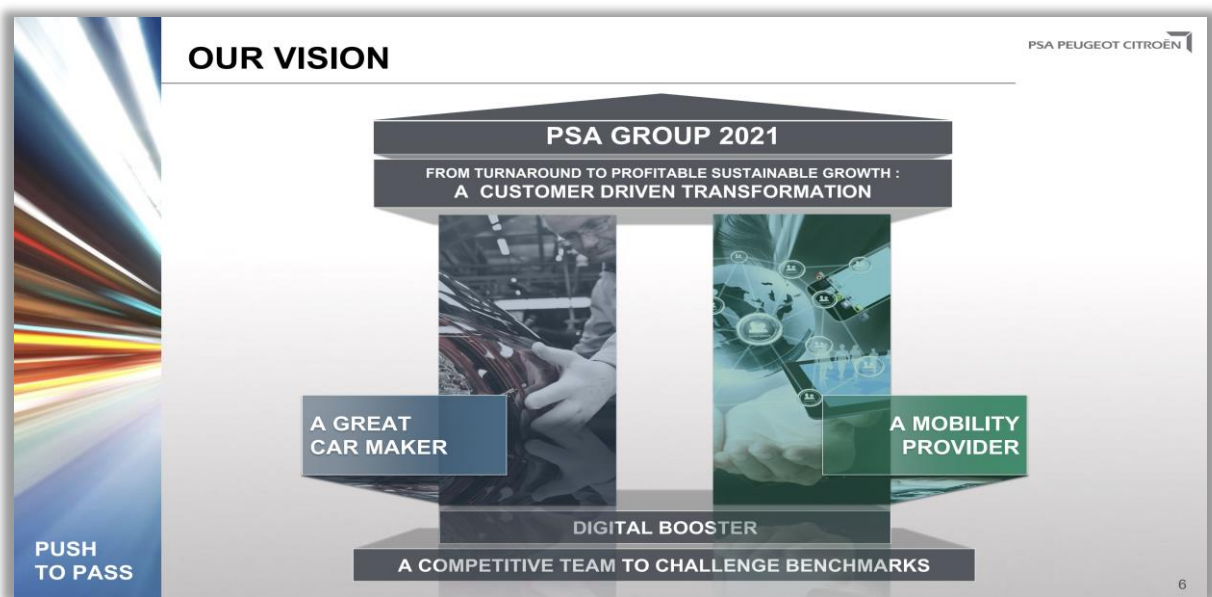 OUR VISION
PSA PEUGEOT CITROËN
PSA GROUP 2021
FROM TURNAROUND TO PROFITABLE SUSTAINABLE GROWTH :
A CUSTOMER DRIVEN TRANSFORMATION
A GREAT
CAR MAKER
A MOBILITY
PROVIDER
DIGITAL BOOSTER
A COMPETITIVE TEAM TO CHALLENGE BENCHMARKS
PUSH
TO PASS
6